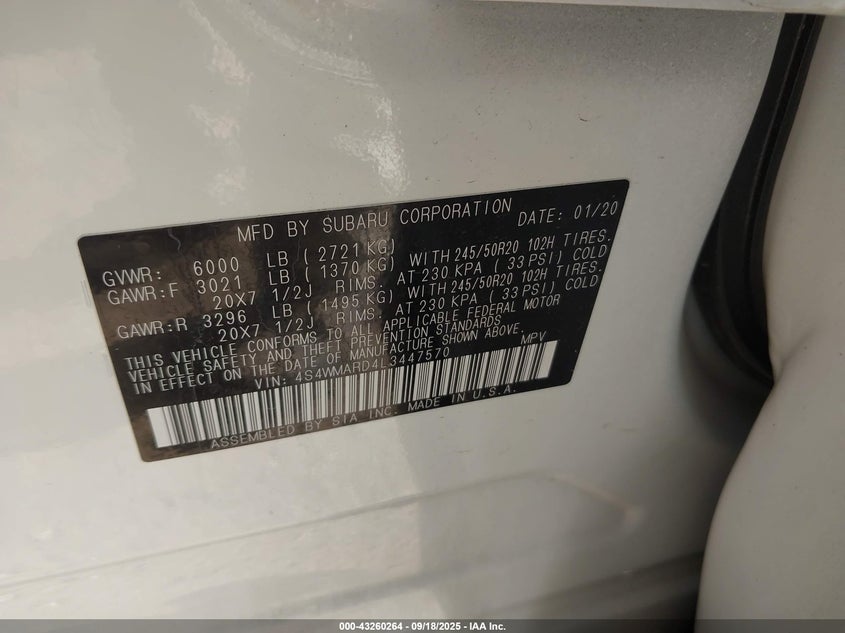 MFD BY SUBARU CORPORATION DATE: 01/20
GVWR: 6000 LB ( 2721 KG)
GAWR:F 3021 LB ( 1370 KG) WITH 245/50R20 102H TIRES.
20X7 1/2J RIMS. AT 230 KPA ( 33 PSI) COLD
GAWR:R 3296 LB ( 1495 KG) WITH 245/50R20 102H TIRES.
20X7 1/2J RIMS. AT 230 KPA ( 33 PSI) COLD
THIS VEHICLE CONFORMS TO ALL APPLICABLE FEDERAL MOTOR
VEHICLE SAFETY AND THEFT PREVENTION STANDARDS
IN EFFECT ON THE DATE OF MANUFACTURE SHOWN ABOVE.
VIN: 4S4WMARD4L3447570 MPV
ASSEMBLED BY SIA INC. MADE IN U.S.A.
000-43260264 - 09/18/2025 - IAA Inc.